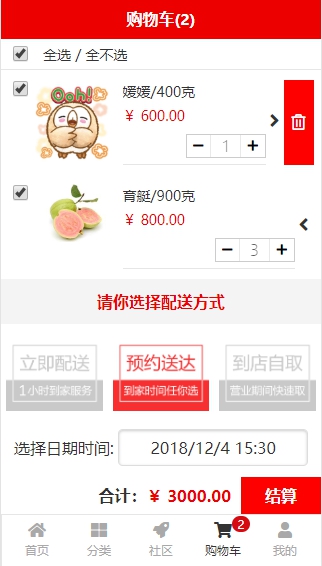 购物车(2)
全选 / 全不选
Ooh!
媛媛/400克
¥ 600.00
1
育艇/900克
¥ 800.00
3
请你选择配送方式
立即配送 预约送达 到店自取
1小时到家服务 到家时间任你选 营业期间快速取
选择日期时间: 2018/12/4 15:30
合计: ¥ 3000.00 结算
2
首页 分类 社区 购物车 我的